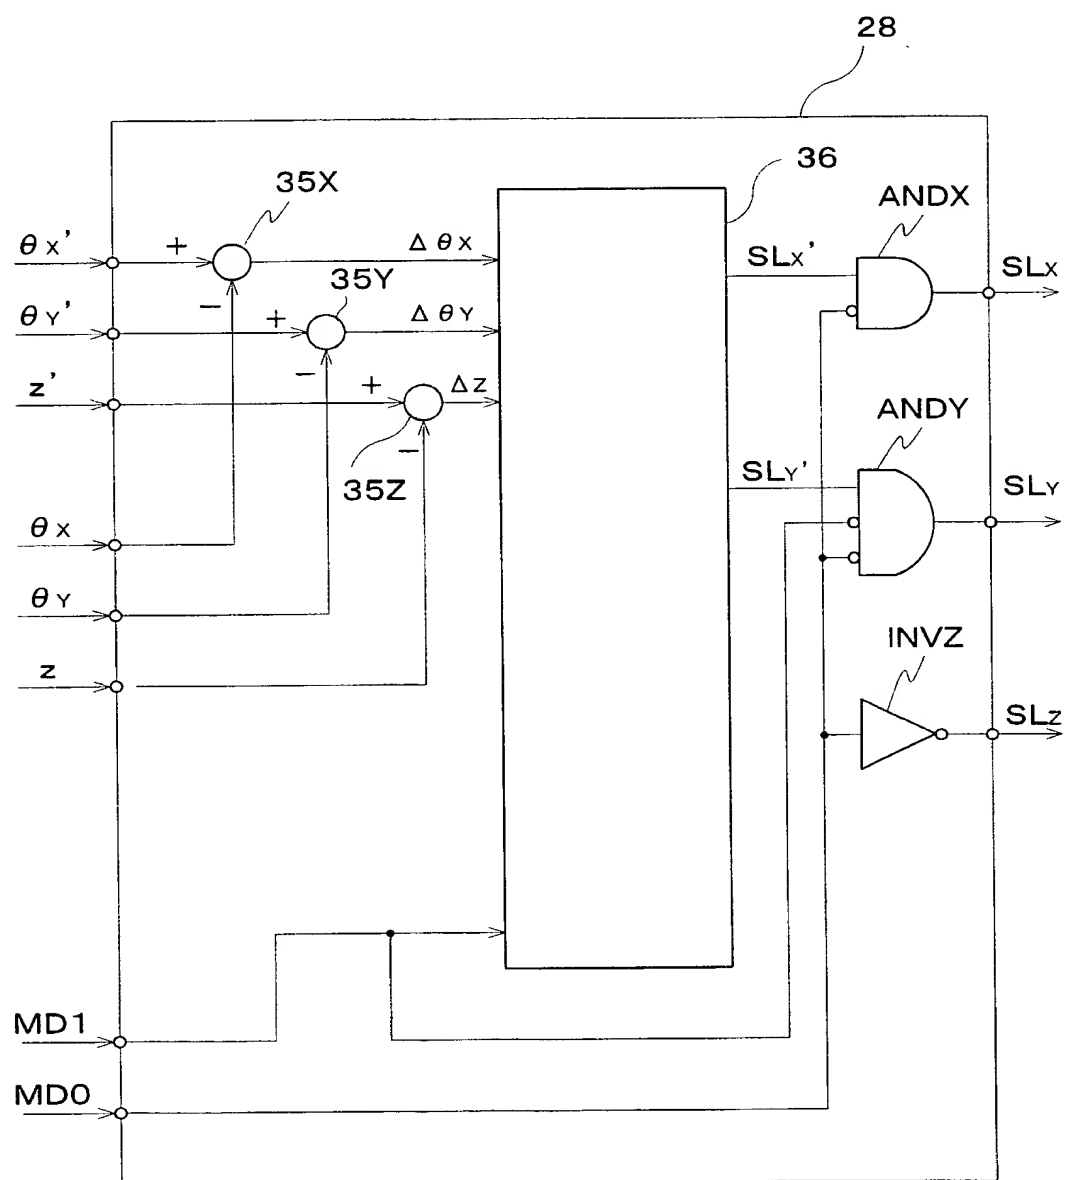 28
36
35X
ANDX
θX'
+
ΔθX
SLX'
SLX
−
35Y
θY'
+
ΔθY
−
z'
+
Δz
ANDY
−
35Z
SLY'
SLY
θX
θY
INVZ
z
SLZ
MD1
MD0